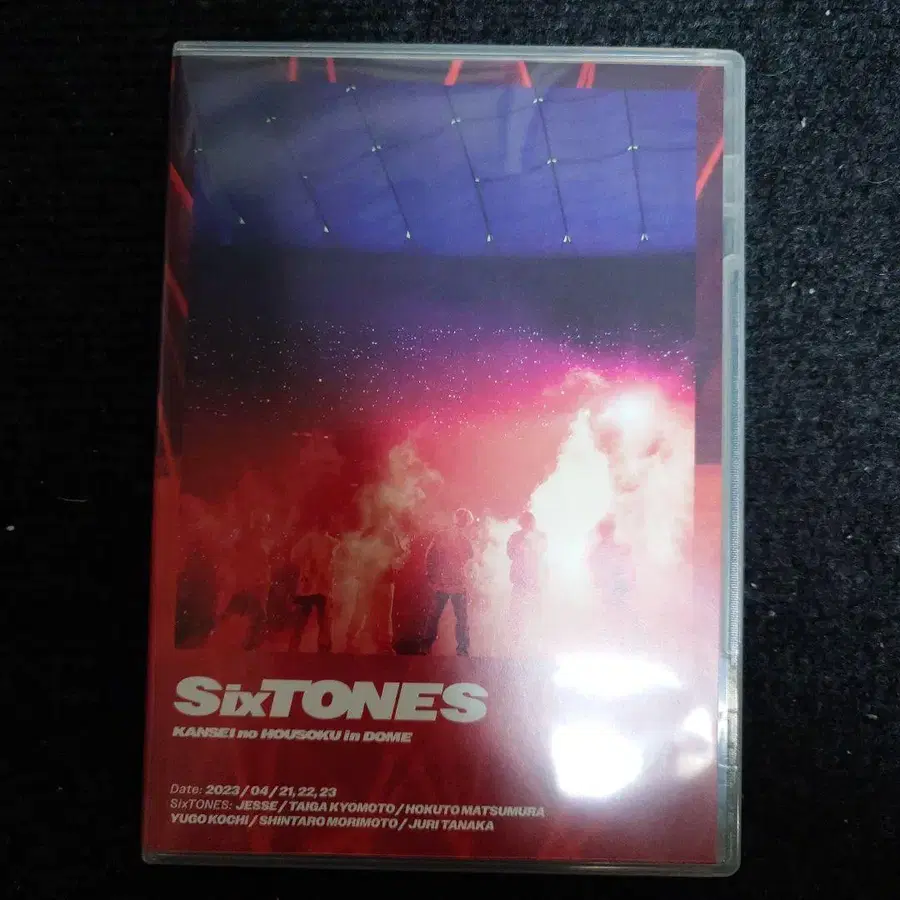 SixTONES
KANSEI no HOUSOKU in DOME
Date: 2023 / 04 / 21, 22, 23
SixTONES: JESSE / TAIGA KYOMOTO / HOKUTO MATSUMURA
YUGO KOCHI / SHINTARO MORIMOTO / JURI TANAKA